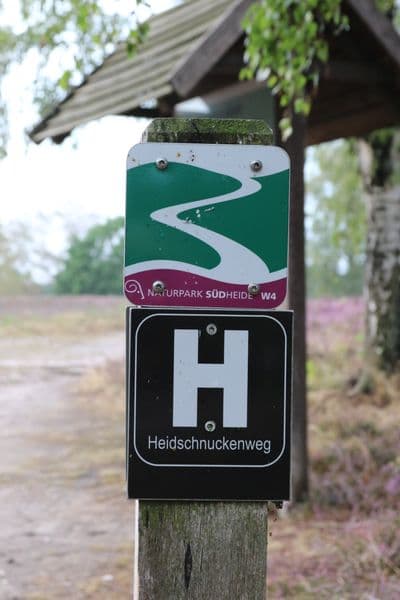 NATURPARK SÜDHEIDE W4
H
Heidschnuckenweg